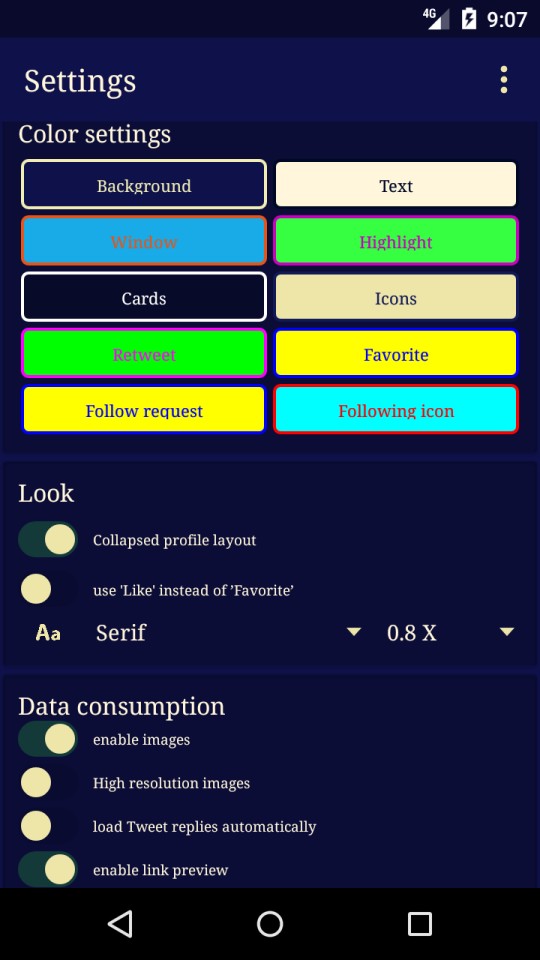 4G 9:07
Settings
Color settings
Background Text
Window Highlight
Cards Icons
Retweet Favorite
Follow request Following icon
Look
Collapsed profile layout
use 'Like' instead of ’Favorite’
Aa Serif 0.8 X
Data consumption
enable images
High resolution images
load Tweet replies automatically
enable link preview